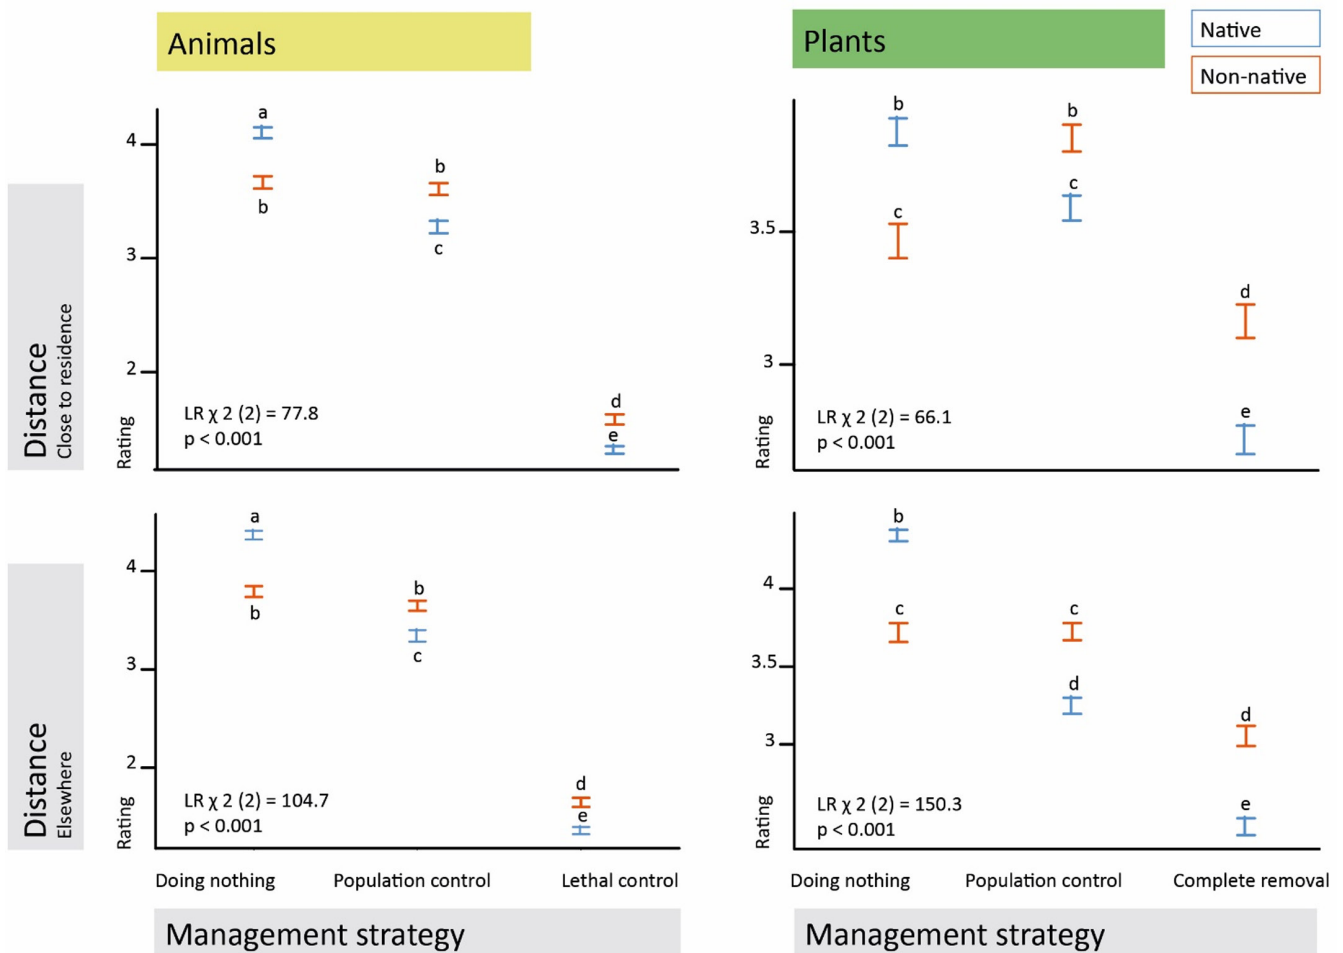 Animals
Plants
Native
Non-native
Distance
Close to residence
Rating
4
3
2
a
b
b
c
d
e
LR χ 2 (2) = 77.8
p < 0.001
Rating
3.5
3
b
c
b
c
d
e
LR χ 2 (2) = 66.1
p < 0.001
Distance
Elsewhere
Rating
4
3
2
a
b
b
c
d
e
LR χ 2 (2) = 104.7
p < 0.001
Doing nothing
Population control
Lethal control
Management strategy
Rating
4
3.5
3
b
c
c
d
d
e
LR χ 2 (2) = 150.3
p < 0.001
Doing nothing
Population control
Complete removal
Management strategy